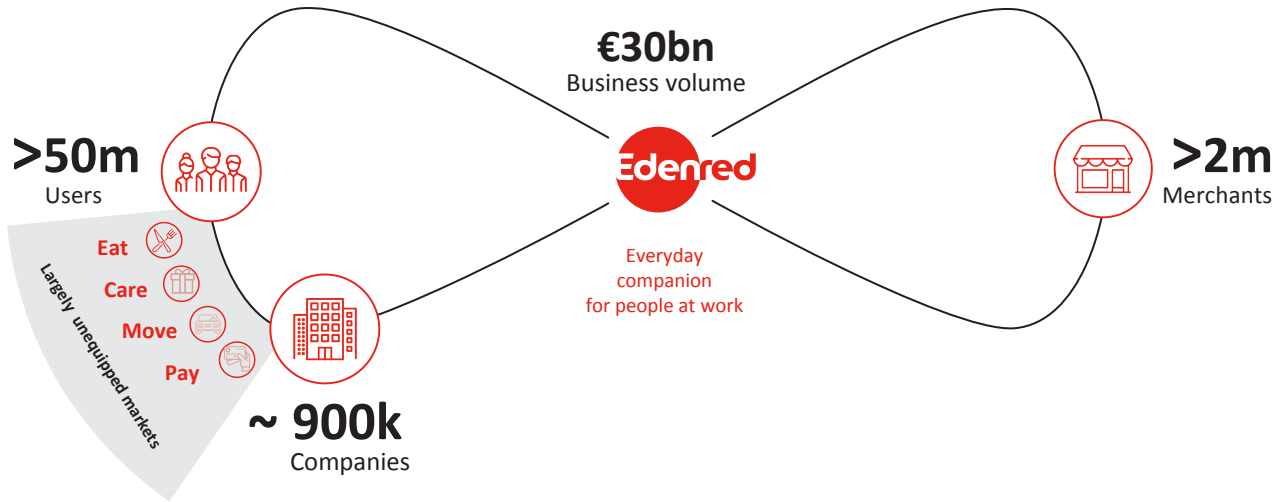 €30bn
Business volume
>50m
Users
Edenred
>2m
Merchants
Everyday
companion
for people at work
Eat
Care
Move
Pay
Largely unequipped markets
~ 900k
Companies